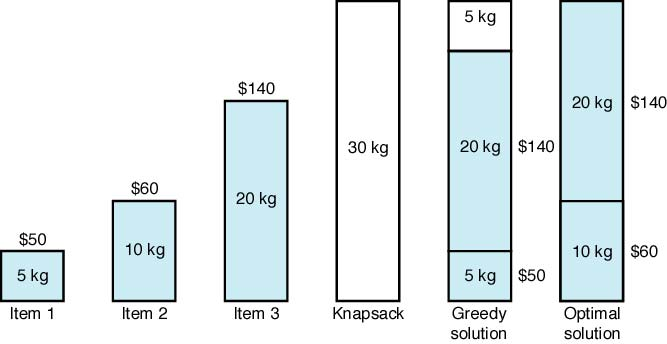 $50
5 kg
Item 1
$60
10 kg
Item 2
$140
20 kg
Item 3
30 kg
Knapsack
5 kg
20 kg
$140
5 kg
$50
Greedy
solution
20 kg
$140
10 kg
$60
Optimal
solution